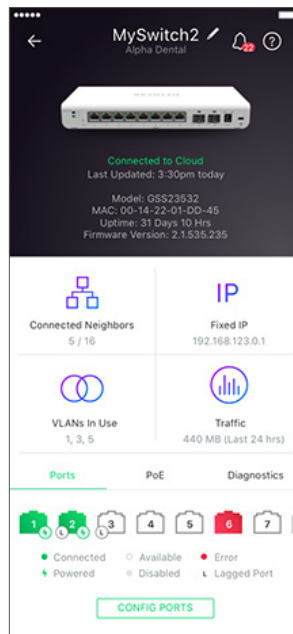 MySwitch2
Alpha Dental
22
?
Connected to Cloud
Last Updated: 3:30pm today
Model: GSS23532
MAC: 00-14-22-01-DD-45
Uptime: 31 Days 10 Hrs
Firmware Version: 2.1.535.235
IP
Connected Neighbors
Fixed IP
5 / 16
192.168.123.0.1
VLANs In Use
Traffic
1, 3, 5
440 MB (Last 24 hrs)
Ports
PoE
Diagnostics
1 2 3 4 5 6 7
L L
Connected Available Error
Powered Disabled L Lagged Port
CONFIG PORTS